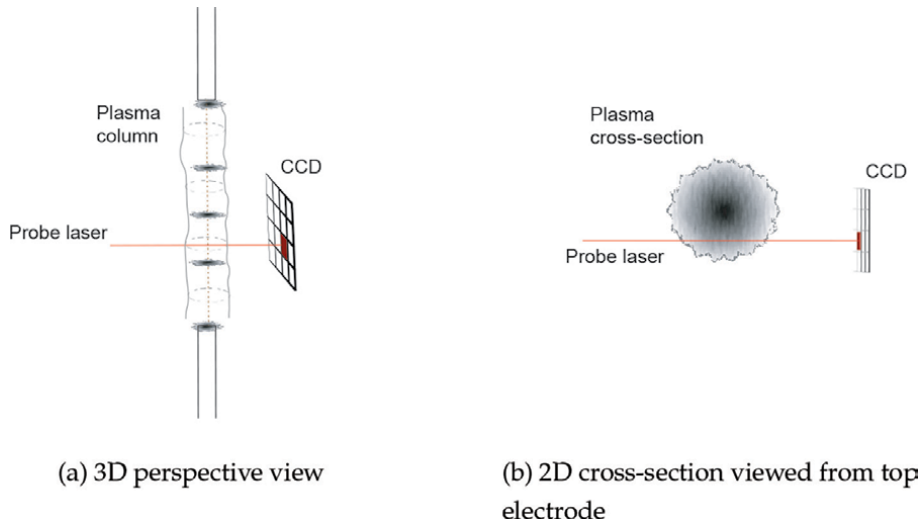 Plasma
column
CCD
Probe laser
(a) 3D perspective view
Plasma
cross-section
CCD
Probe laser
(b) 2D cross-section viewed from top
electrode